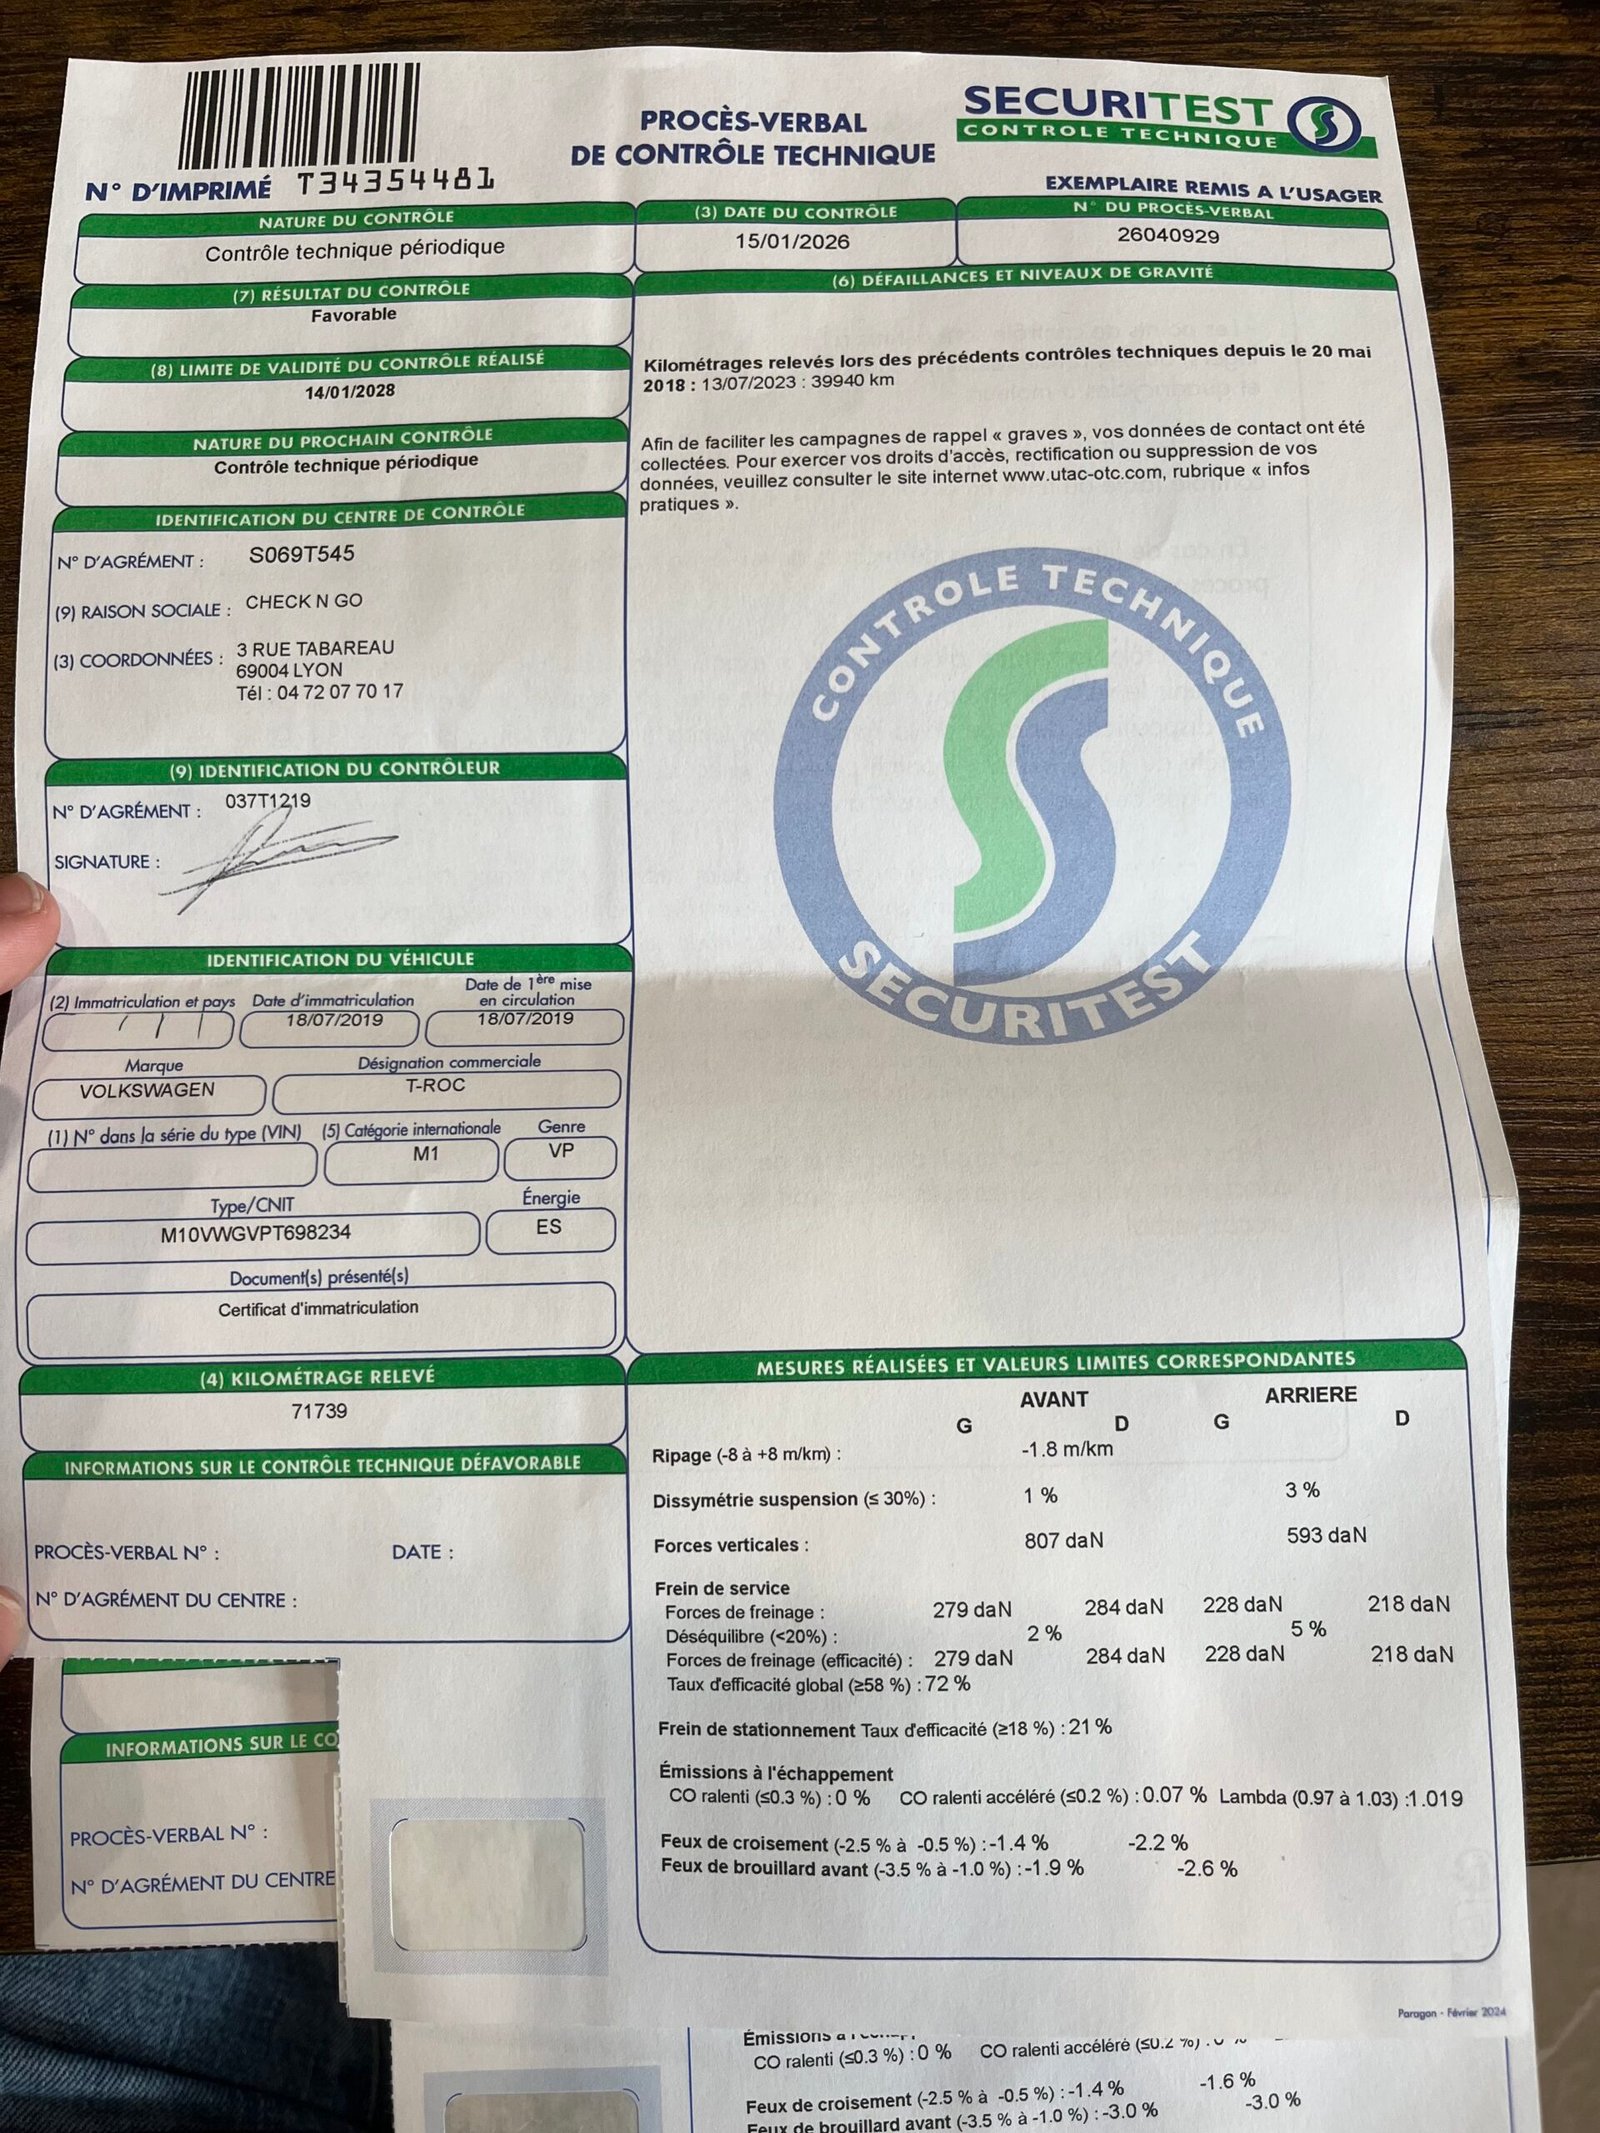 SECURITEST
CONTROLE TECHNIQUE
PROCÈS-VERBAL
DE CONTRÔLE TECHNIQUE
N° D'IMPRIMÉ T34354481
EXEMPLAIRE REMIS A L'USAGER
NATURE DU CONTRÔLE
Contrôle technique périodique
(3) DATE DU CONTRÔLE
15/01/2026
N° DU PROCÈS-VERBAL
26040929
(7) RÉSULTAT DU CONTRÔLE
Favorable
(8) LIMITE DE VALIDITÉ DU CONTRÔLE RÉALISÉ
14/01/2028
NATURE DU PROCHAIN CONTRÔLE
Contrôle technique périodique
IDENTIFICATION DU CENTRE DE CONTRÔLE
N° D'AGRÉMENT : S069T545
(9) RAISON SOCIALE : CHECK N GO
(3) COORDONNÉES : 3 RUE TABAREAU
69004 LYON
Tél : 04 72 07 70 17
(9) IDENTIFICATION DU CONTRÔLEUR
N° D'AGRÉMENT : 037T1219
SIGNATURE :
(6) DÉFAILLANCES ET NIVEAUX DE GRAVITÉ
Kilométrages relevés lors des précédents contrôles techniques depuis le 20 mai
2018 : 13/07/2023 : 39940 km
Afin de faciliter les campagnes de rappel « graves », vos données de contact ont été
collectées. Pour exercer vos droits d'accès, rectification ou suppression de vos
données, veuillez consulter le site internet www.utac-otc.com, rubrique « infos
pratiques ».
CONTROLE TECHNIQUE
SECURITEST
IDENTIFICATION DU VÉHICULE
(2) Immatriculation et pays
Date d'immatriculation
18/07/2019
Date de 1ère mise
en circulation
18/07/2019
Marque
VOLKSWAGEN
Désignation commerciale
T-ROC
(1) N° dans la série du type (VIN)
(5) Catégorie internationale
M1
Genre
VP
Type/CNIT
M10VWGVPT698234
Énergie
ES
Document(s) présenté(s)
Certificat d'immatriculation
(4) KILOMÉTRAGE RELEVÉ
71739
INFORMATIONS SUR LE CONTRÔLE TECHNIQUE DÉFAVORABLE
PROCÈS-VERBAL N° : DATE :
N° D'AGRÉMENT DU CENTRE :
MESURES RÉALISÉES ET VALEURS LIMITES CORRESPONDANTES
AVANT ARRIERE
G D G D
Ripage (-8 à +8 m/km) : -1.8 m/km
Dissymétrie suspension (≤ 30%) : 1 % 3 %
Forces verticales : 807 daN 593 daN
Frein de service
Forces de freinage : 279 daN 284 daN 228 daN 218 daN
Déséquilibre (<20%) : 2 % 5 %
Forces de freinage (efficacité) : 279 daN 284 daN 228 daN 218 daN
Taux d'efficacité global (≥58 %) : 72 %
Frein de stationnement Taux d'efficacité (≥18 %) : 21 %
Émissions à l'échappement
CO ralenti (≤0.3 %) : 0 % CO ralenti accéléré (≤0.2 %) : 0.07 % Lambda (0.97 à 1.03) :1.019
Feux de croisement (-2.5 % à -0.5 %) : -1.4 % -2.2 %
Feux de brouillard avant (-3.5 % à -1.0 %) : -1.9 % -2.6 %
Paragon - Février 2024
INFORMATIONS SUR LE CO
PROCÈS-VERBAL N° :
N° D'AGRÉMENT DU CENTRE
Émissions à
CO ralenti (≤0.3 %) : 0 % CO ralenti accéléré (≤0.2 %) :
Feux de croisement (-2.5 % à -0.5 %) : -1.4 % -1.6 %
Feux de brouillard avant (-3.5 % à -1.0 %) : -3.0 % -3.0 %